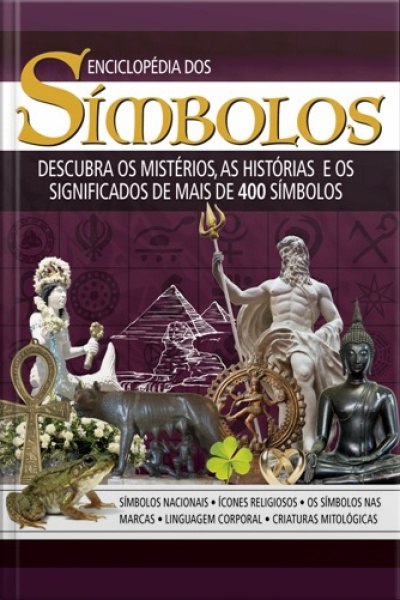 ENCICLOPÉDIA DOS
SÍMBOLOS
DESCUBRA OS MISTÉRIOS, AS HISTÓRIAS E OS
SIGNIFICADOS DE MAIS DE 400 SÍMBOLOS
SÍMBOLOS NACIONAIS • ÍCONES RELIGIOSOS • OS SÍMBOLOS NAS
MARCAS • LINGUAGEM CORPORAL • CRIATURAS MITOLÓGICAS